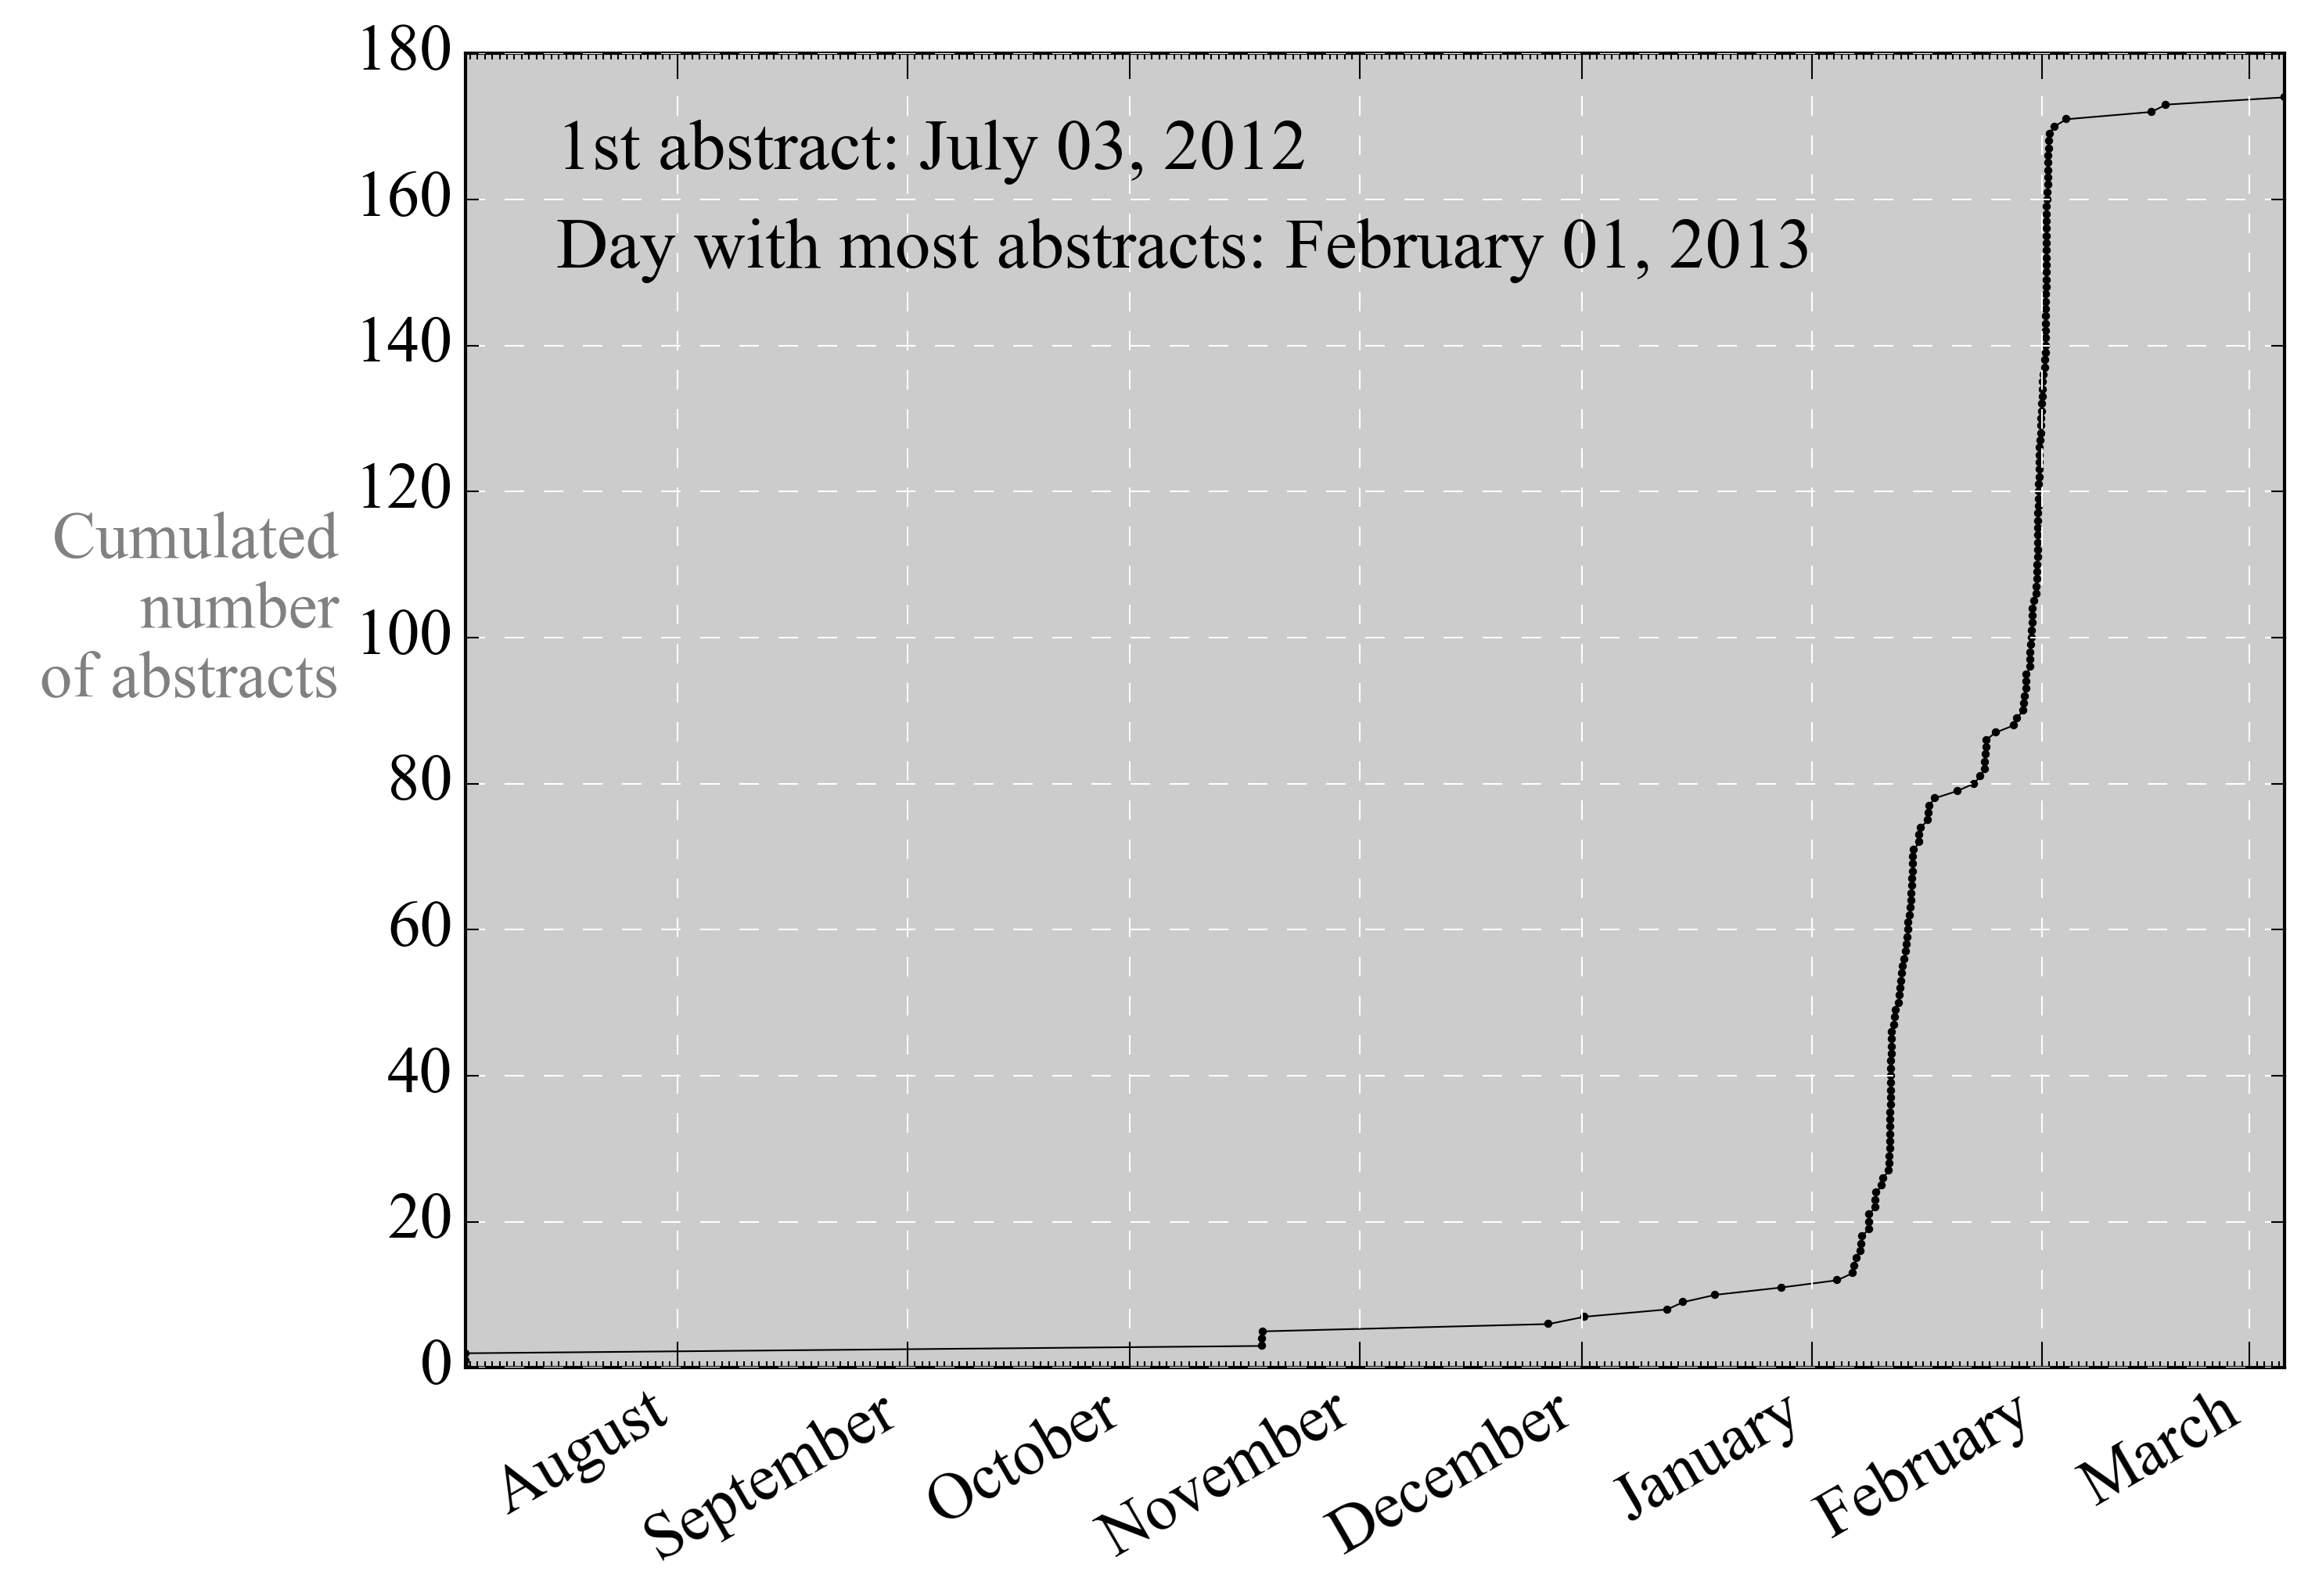 180
160
140
120
100
80
60
40
20
0
Cumulated
number
of abstracts
1st abstract: July 03, 2012
Day with most abstracts: February 01, 2013
August
September
October
November
December
January
February
March